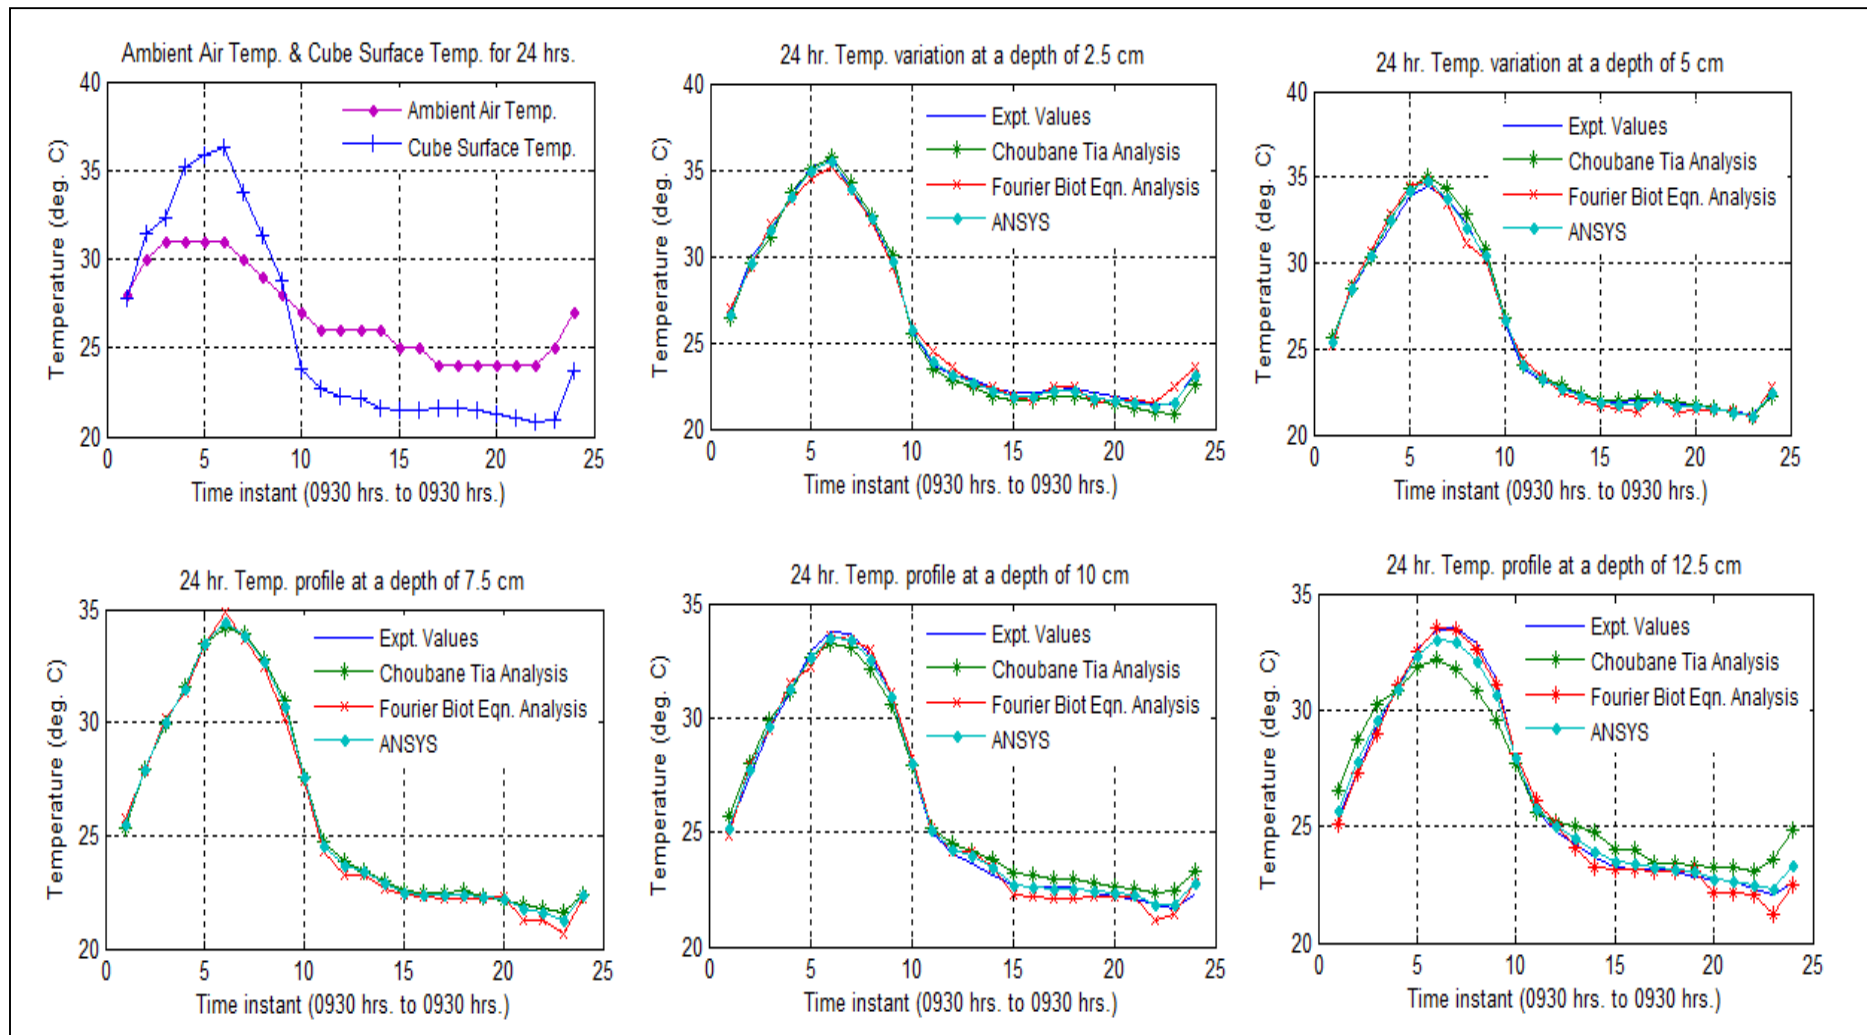 Ambient Air Temp. & Cube Surface Temp. for 24 hrs.
40
35
30
25
20
Temperature (deg. C)
Ambient Air Temp.
Cube Surface Temp.
0 5 10 15 20 25
Time instant (0930 hrs. to 0930 hrs.)
24 hr. Temp. variation at a depth of 2.5 cm
40
35
30
25
20
Temperature (deg. C)
Expt. Values
Choubane Tia Analysis
Fourier Biot Eqn. Analysis
ANSYS
0 5 10 15 20 25
Time instant (0930 hrs. to 0930 hrs.)
24 hr. Temp. variation at a depth of 5 cm
40
35
30
25
20
Temperature (deg. C)
Expt. Values
Choubane Tia Analysis
Fourier Biot Eqn. Analysis
ANSYS
0 5 10 15 20 25
Time instant (0930 hrs. to 0930 hrs.)
24 hr. Temp. profile at a depth of 7.5 cm
35
30
25
20
Temperature (deg. C)
Expt. Values
Choubane Tia Analysis
Fourier Biot Eqn. Analysis
ANSYS
0 5 10 15 20 25
Time instant (0930 hrs. to 0930 hrs.)
24 hr. Temp. profile at a depth of 10 cm
35
30
25
20
Temperature (deg. C)
Expt. Values
Choubane Tia Analysis
Fourier Biot Eqn. Analysis
ANSYS
0 5 10 15 20 25
Time instant (0930 hrs. to 0930 hrs.)
24 hr. Temp. profile at a depth of 12.5 cm
35
30
25
20
Temperature (deg. C)
Expt. Values
Choubane Tia Analysis
Fourier Biot Eqn. Analysis
ANSYS
0 5 10 15 20 25
Time instant (0930 hrs. to 0930 hrs.)